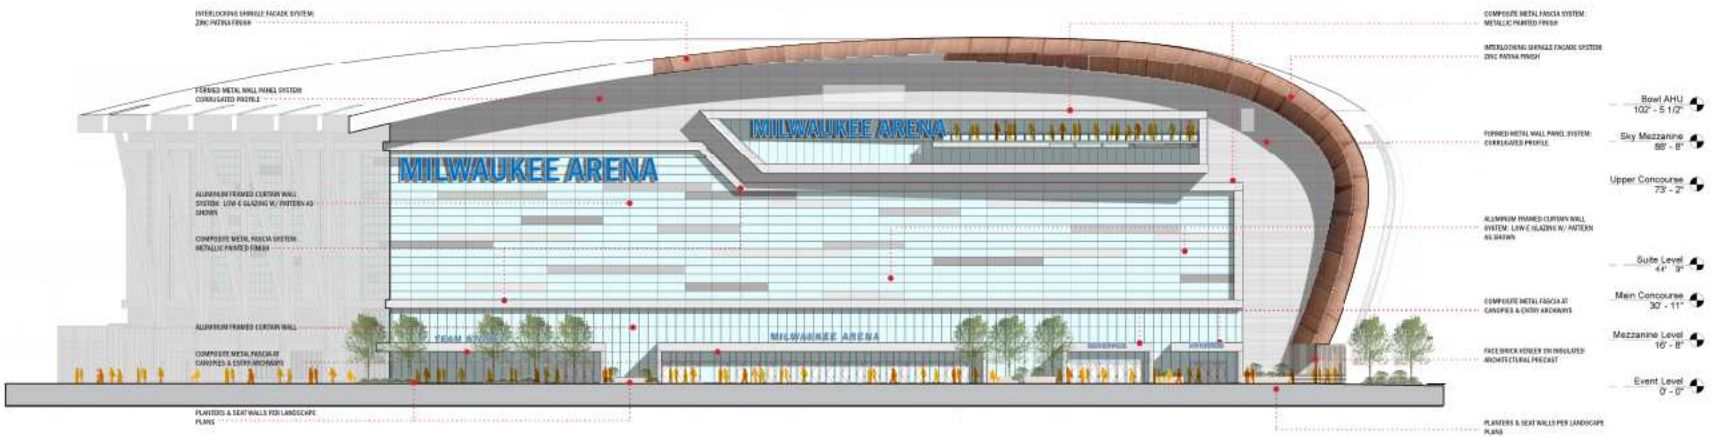 INTERLOCKING SHINGLE FACADE SYSTEM:
ZINC PATINA FINISH
FORMED METAL WALL PANEL SYSTEM:
CORRUGATED PROFILE
ALUMINUM FRAMED CURTAIN WALL
SYSTEM: LOW-E GLAZING W/ PATTERN AS
SHOWN
COMPOSITE METAL FASCIA SYSTEM:
METALLIC PAINTED FINISH
ALUMINUM FRAMED CURTAIN WALL
COMPOSITE METAL FASCIA AT
CANOPIES & ENTRY ARCHWAYS
PLANTERS & SEAT WALLS PER LANDSCAPE
PLANS
MILWAUKEE ARENA
MILWAUKEE ARENA
TEAM
MILWAUKEE ARENA
COMPOSITE METAL FASCIA SYSTEM:
METALLIC PAINTED FINISH
INTERLOCKING SHINGLE FACADE SYSTEM:
ZINC PATINA FINISH
FORMED METAL WALL PANEL SYSTEM:
CORRUGATED PROFILE
ALUMINUM FRAMED CURTAIN WALL
SYSTEM: LOW-E GLAZING W/ PATTERN
AS SHOWN
COMPOSITE METAL FASCIA AT
CANOPIES & ENTRY ARCHWAYS
FACE BRICK VENEER ON INSULATED
ARCHITECTURAL PRECAST
PLANTERS & SEAT WALLS PER LANDSCAPE
PLANS
Bowl AHU
102' - 5 1/2"
Sky Mezzanine
88' - 8"
Upper Concourse
73' - 2"
Suite Level
44' - 9"
Main Concourse
30' - 11"
Mezzanine Level
16' - 8"
Event Level
0' - 0"